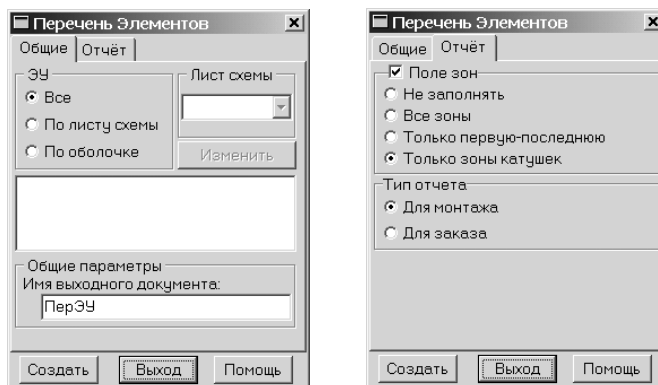 Перечень Элементов
Общие Отчёт
ЭУ
Лист схемы
Все
По листу схемы
По оболочке
Изменить
Общие параметры
Имя выходного документа:
ПерЭУ
Создать Выход Помощь
Перечень Элементов
Общие Отчёт
Поле зон
Не заполнять
Все зоны
Только первую-последнюю
Только зоны катушек
Тип отчета
Для монтажа
Для заказа
Создать Выход Помощь